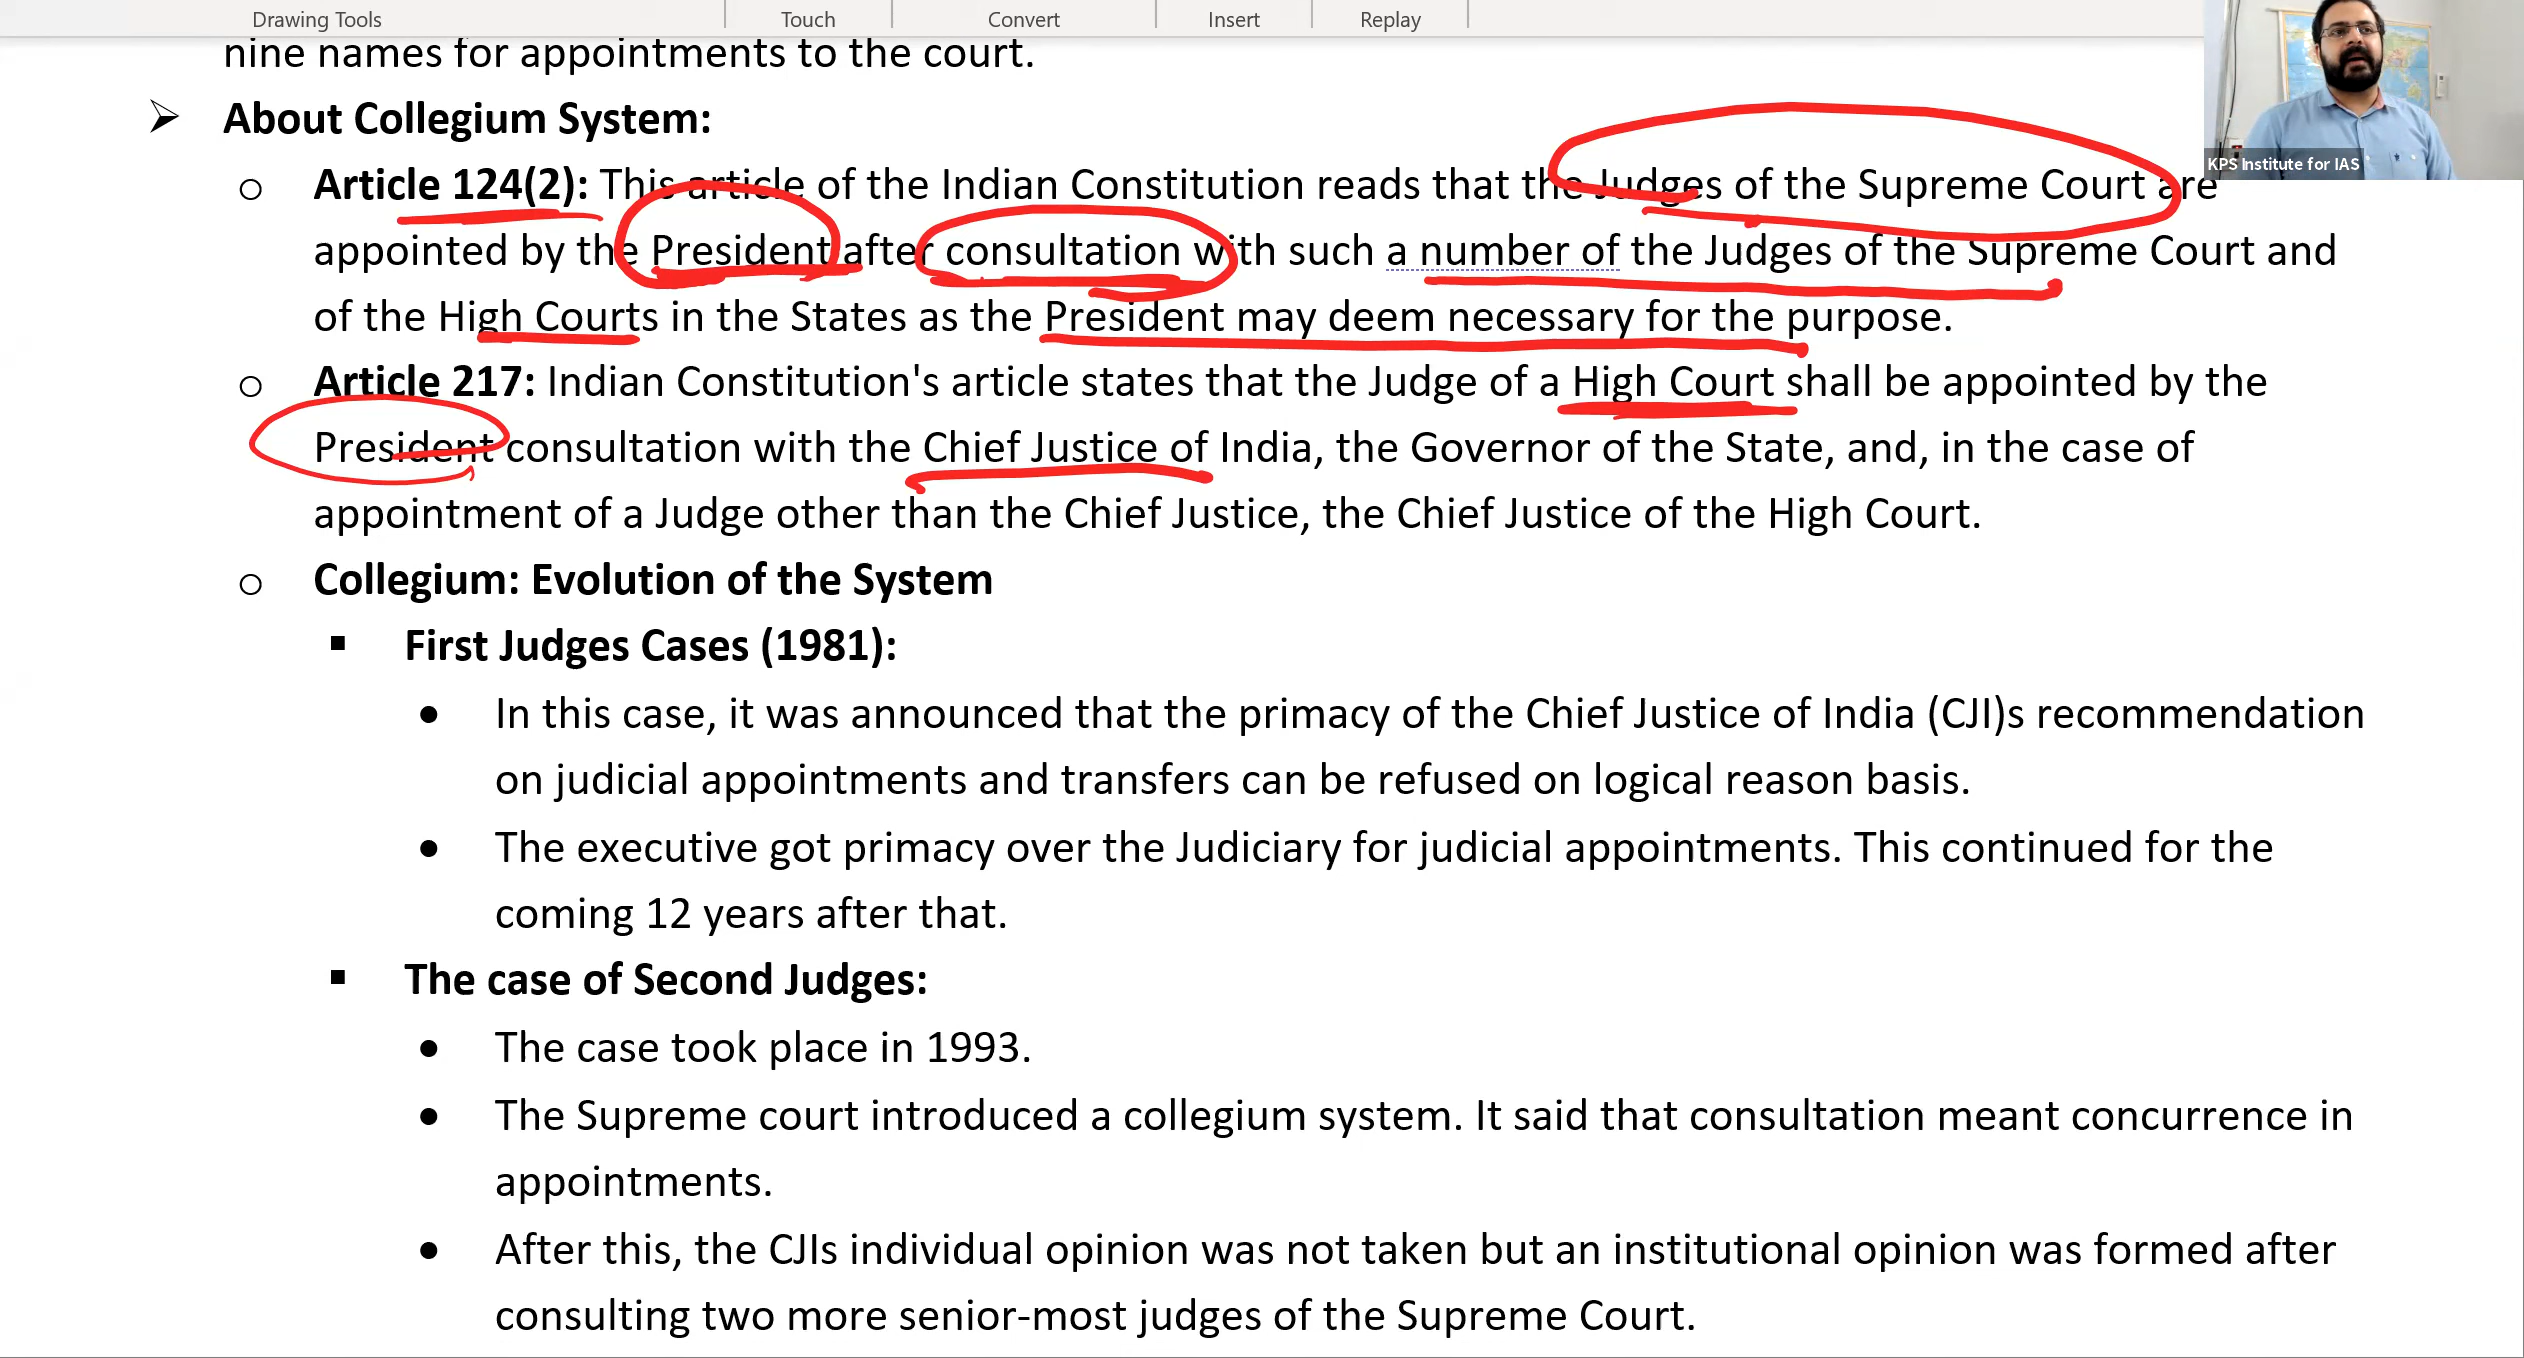 Drawing Tools Touch Convert Insert Replay
nine names for appointments to the court.
KPS Institute for IAS
➢ About Collegium System:
o Article 124(2): This article of the Indian Constitution reads that the Judges of the Supreme Court are
appointed by the President after consultation with such a number of the Judges of the Supreme Court and
of the High Courts in the States as the President may deem necessary for the purpose.
o Article 217: Indian Constitution's article states that the Judge of a High Court shall be appointed by the
President consultation with the Chief Justice of India, the Governor of the State, and, in the case of
appointment of a Judge other than the Chief Justice, the Chief Justice of the High Court.
o Collegium: Evolution of the System
▪ First Judges Cases (1981):
• In this case, it was announced that the primacy of the Chief Justice of India (CJI)s recommendation
on judicial appointments and transfers can be refused on logical reason basis.
• The executive got primacy over the Judiciary for judicial appointments. This continued for the
coming 12 years after that.
▪ The case of Second Judges:
• The case took place in 1993.
• The Supreme court introduced a collegium system. It said that consultation meant concurrence in
appointments.
• After this, the CJIs individual opinion was not taken but an institutional opinion was formed after
consulting two more senior-most judges of the Supreme Court.